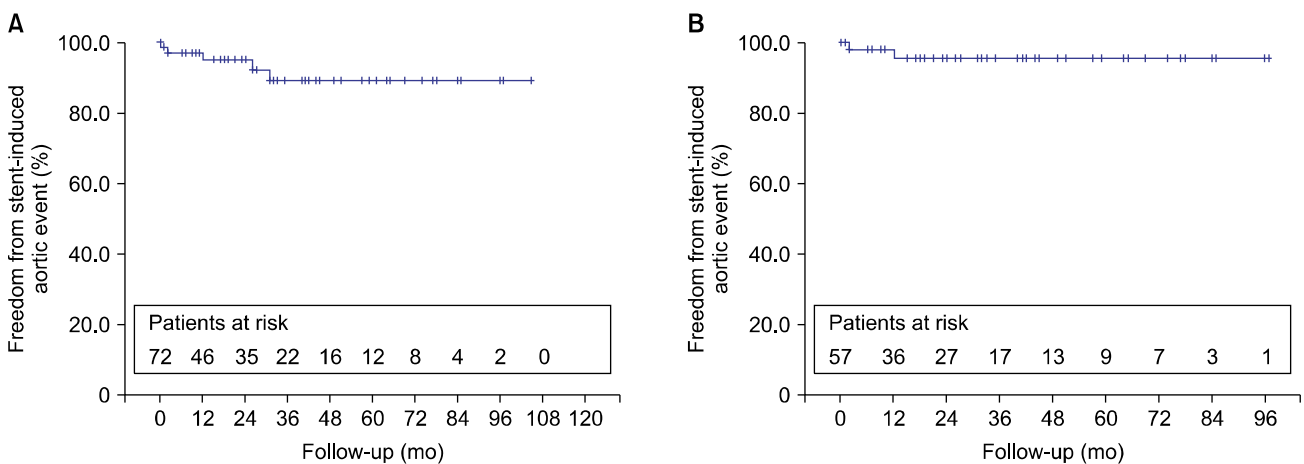 A
Freedom from stent-induced
aortic event (%)
100.0
80.0
60.0
40.0
20.0
0
Patients at risk
72 46 35 22 16 12 8 4 2 0
0 12 24 36 48 60 72 84 96 108 120
Follow-up (mo)
B
Freedom from stent-induced
aortic event (%)
100.0
80.0
60.0
40.0
20.0
0
Patients at risk
57 36 27 17 13 9 7 3 1
0 12 24 36 48 60 72 84 96
Follow-up (mo)